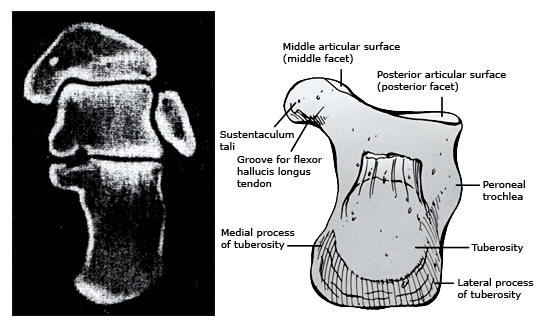 Middle articular surface
(middle facet)
Posterior articular surface
(posterior facet)
Sustentaculum
tali
Groove for flexor
hallucis longus
tendon
Peroneal
trochlea
Medial process
of tuberosity
Tuberosity
Lateral process
of tuberosity